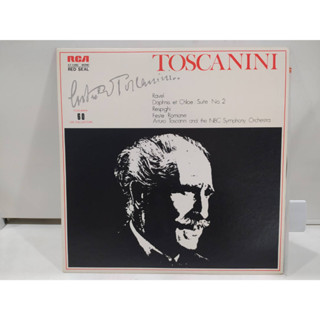 RCA
RED SEAL
TOSCANINI
Ravel
Daphnis et Chloe: Suite No. 2
Respighi
Feste Romane
Arturo Toscanini and the NBC Symphony Orchestra